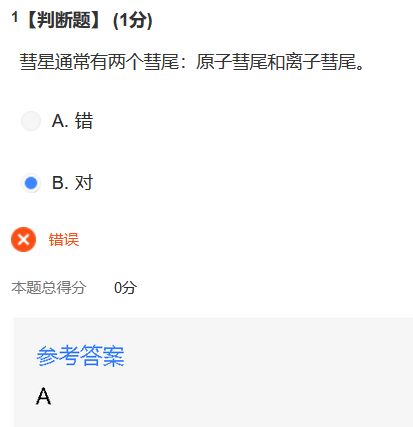 1【判断题】 (1分)
彗星通常有两个彗尾：原子彗尾和离子彗尾。
A. 错
B. 对
错误
本题总得分 0分
参考答案
A